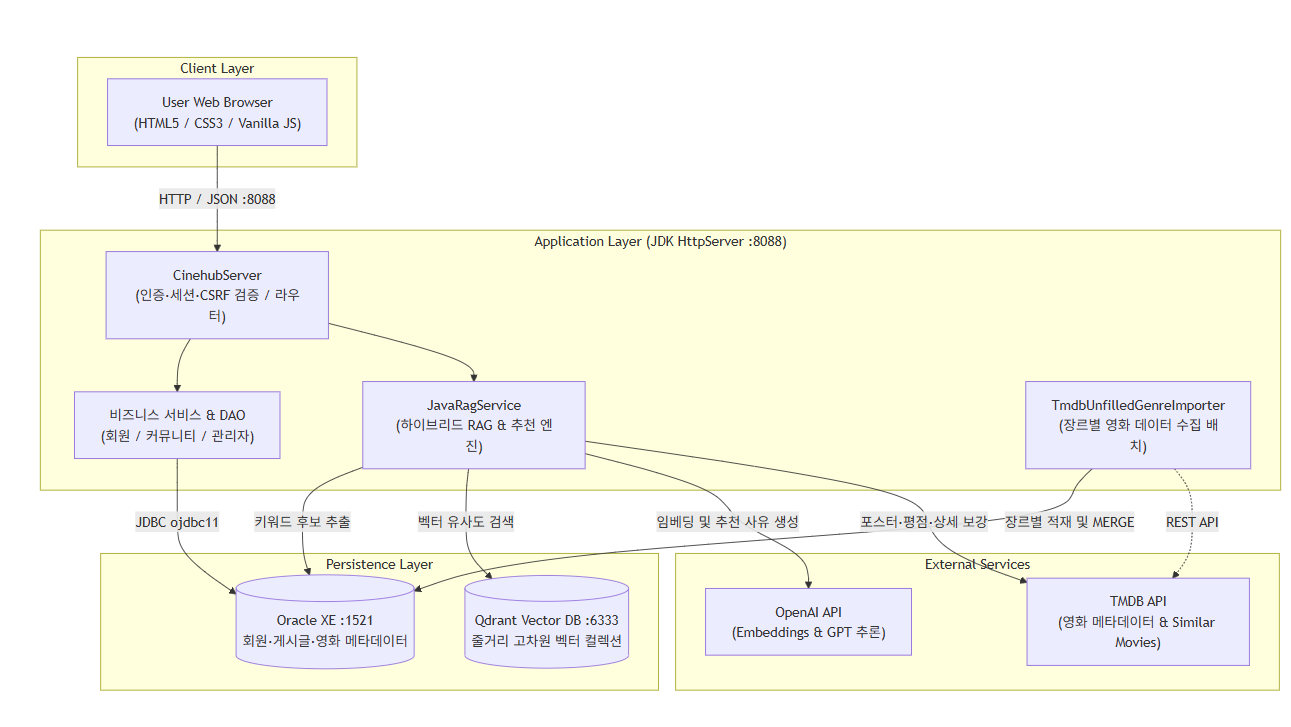 Client Layer
User Web Browser
(HTML5 / CSS3 / Vanilla JS)
HTTP / JSON :8088
Application Layer (JDK HttpServer :8088)
CinehubServer
(인증·세션·CSRF 검증 / 라우
터)
비즈니스 서비스 & DAO
(회원 / 커뮤니티 / 관리자)
JavaRagService
(하이브리드 RAG & 추천 엔
진)
TmdbUnfilledGenreImporter
(장르별 영화 데이터 수집 배
치)
JDBC ojdbc11
키워드 후보 추출
벡터 유사도 검색
임베딩 및 추천 사유 생성
포스터·평점·상세 보강
장르별 적재 및 MERGE
REST API
Persistence Layer
Oracle XE :1521
회원·게시글·영화 메타데이터
Qdrant Vector DB :6333
줄거리 고차원 벡터 컬렉션
External Services
OpenAI API
(Embeddings & GPT 추론)
TMDB API
(영화 메타데이터 & Similar
Movies)